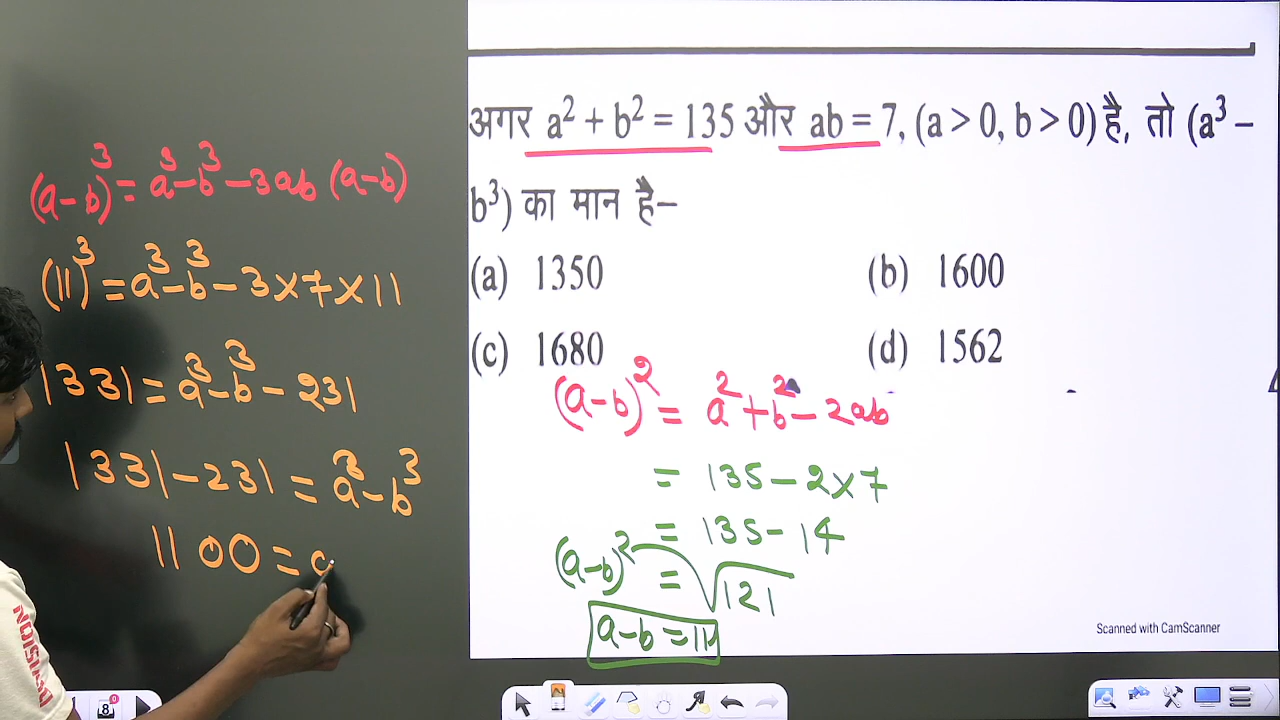 अगर a² + b² = 135 और ab = 7, (a > 0, b > 0) है, तो (a³ –
b³) का मान है–
(a) 1350 (b) 1600
(c) 1680 (d) 1562
(a-b)² = a²+b²-2ab
= 135-2×7
= 135-14
(a-b)² = √121
a-b = 11
(a-b)³ = a³-b³-3ab (a-b)
(11)³ = a³-b³-3×7×11
1331 = a³-b³-231
1331-231 = a³-b³
1100 = a
Scanned with CamScanner
DIVISION
8